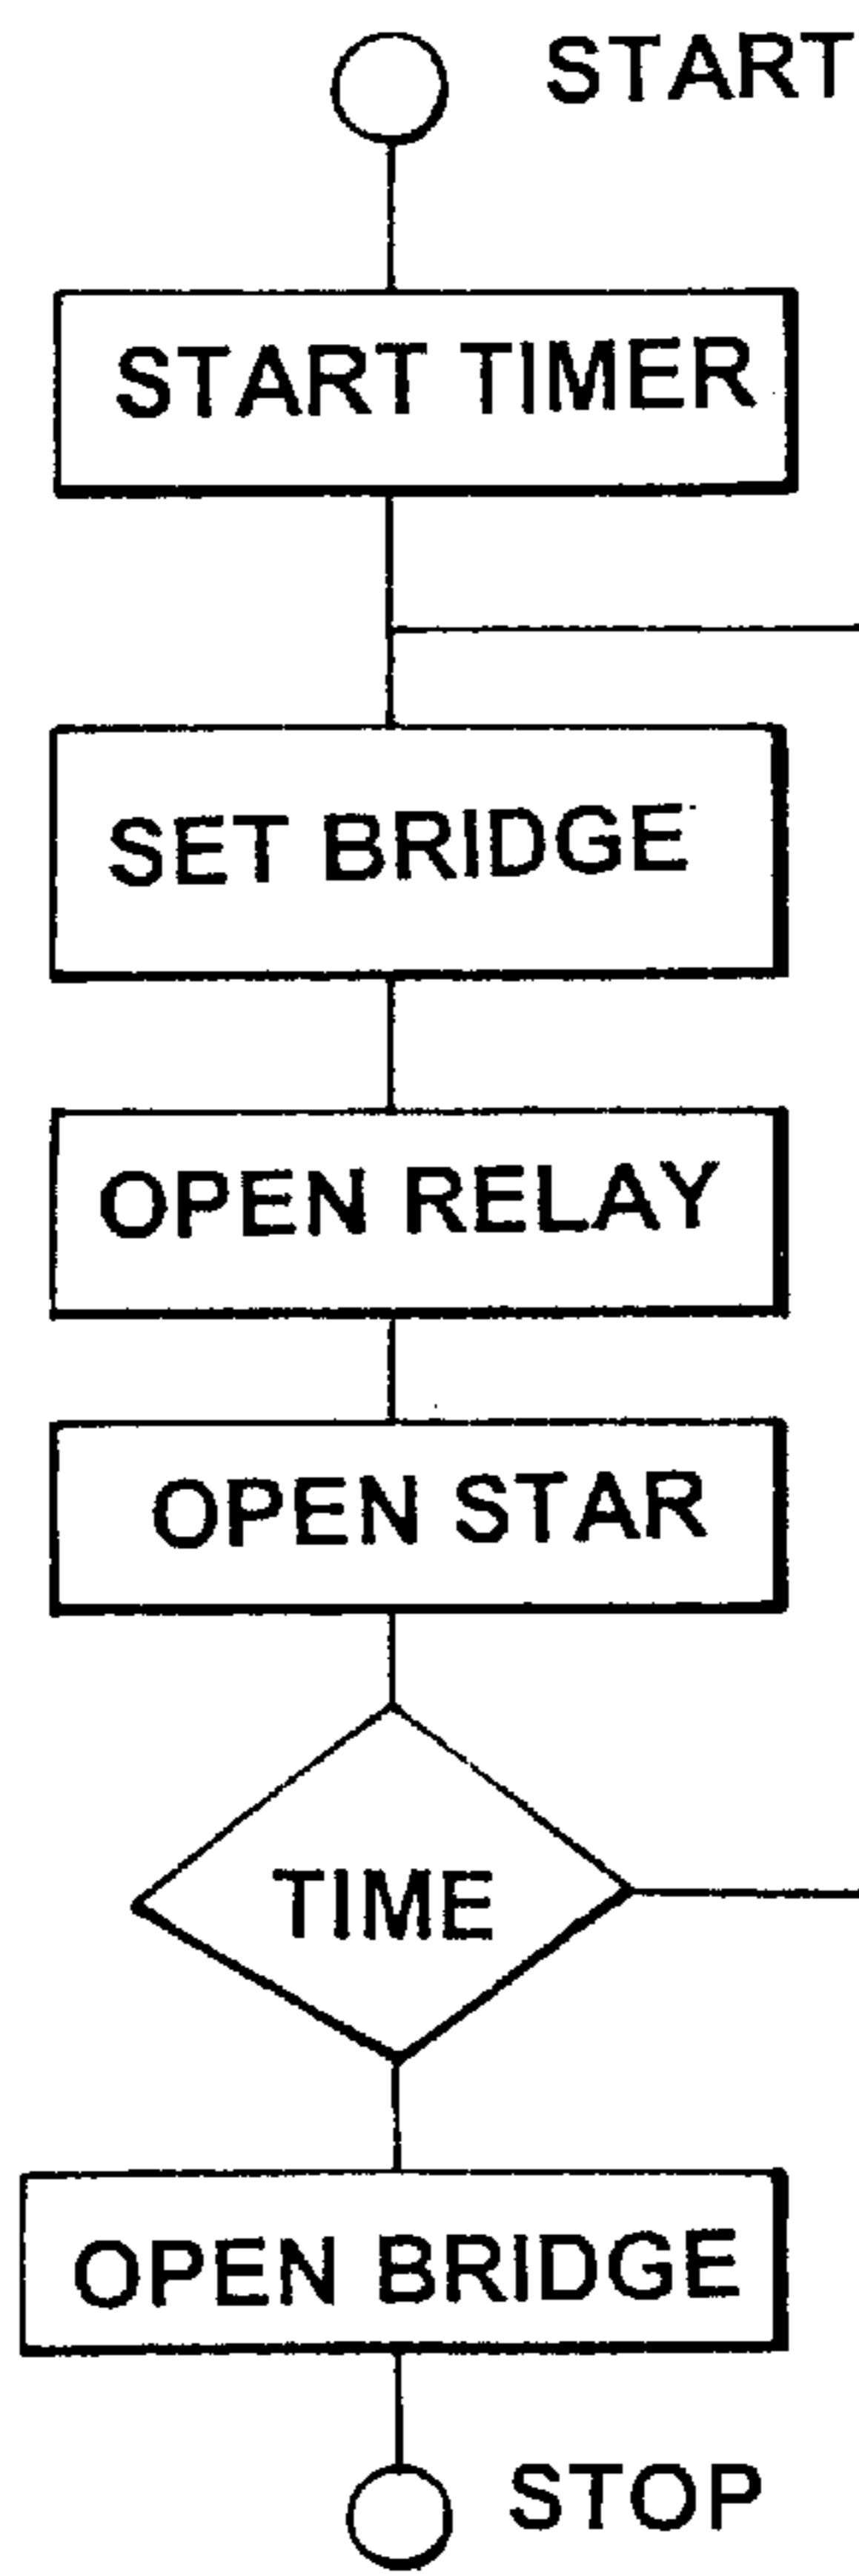 START
START TIMER
SET BRIDGE
OPEN RELAY
OPEN STAR
TIME
OPEN BRIDGE
STOP